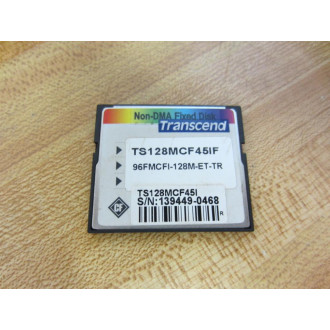 Non-DMA Fixed Disk
Transcend
TS128MCF45IF
96FMCFI-128M-ET-TR
TS128MCF45I
S/N:139449-0468
R